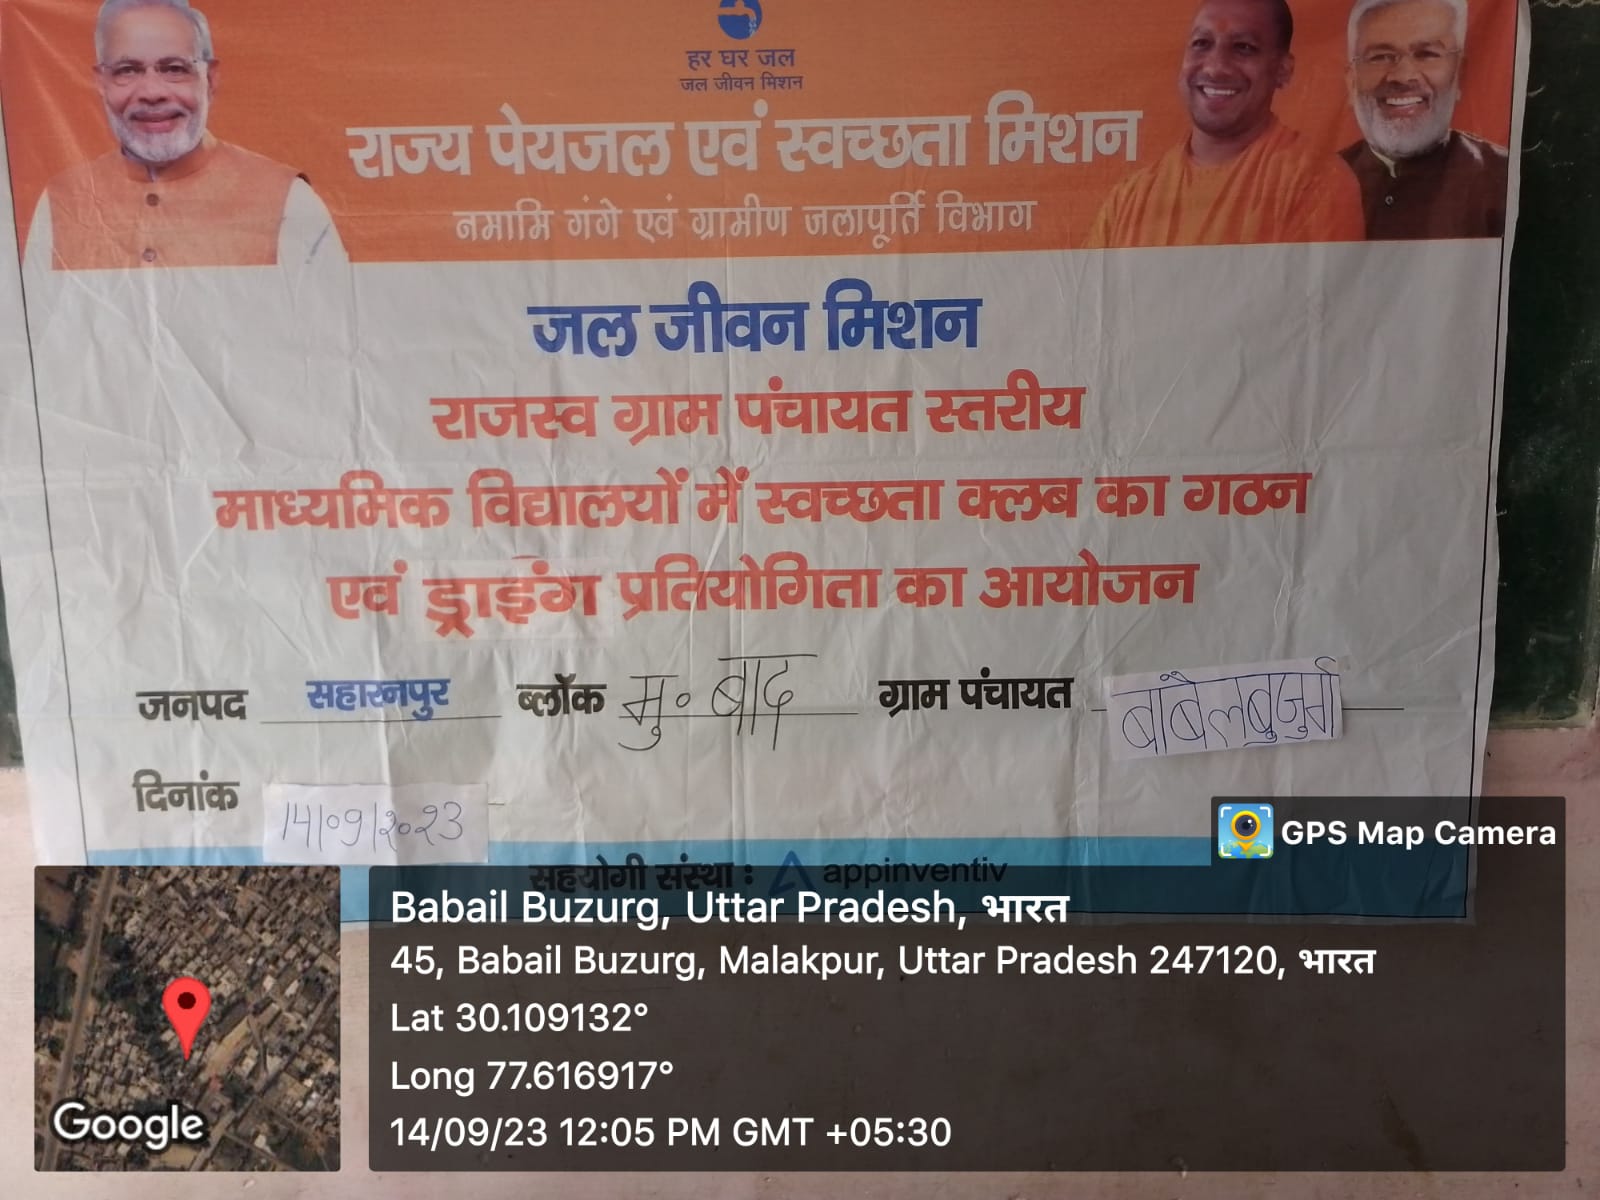 हर घर जल
जल जीवन मिशन
राज्य पेयजल एवं स्वच्छता मिशन
नमामि गंगे एवं ग्रामीण जलापूर्ति विभाग
जल जीवन मिशन
राजस्व ग्राम पंचायत स्तरीय
माध्यमिक विद्यालयों में स्वच्छता क्लब का गठन
एवं ड्राइंग प्रतियोगिता का आयोजन
जनपद सहारनपुर ब्लॉक मु॰ बाद ग्राम पंचायत बांबैलबुजुर्ग
दिनांक 14/09/२०२३
सहयोगी संस्था : appinventiv
GPS Map Camera
Babail Buzurg, Uttar Pradesh, भारत
45, Babail Buzurg, Malakpur, Uttar Pradesh 247120, भारत
Lat 30.109132°
Long 77.616917°
14/09/23 12:05 PM GMT +05:30
Google